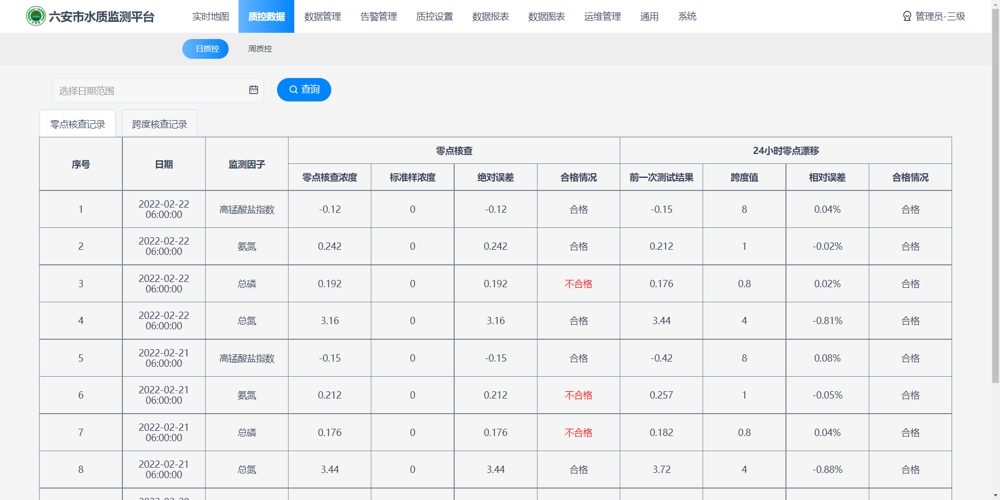 六安市水质监测平台
实时地图 质控数据 数据管理 告警管理 质控设置 数据报表 数据图表 运维管理 通用 系统 管理员-三级
日质控 周质控
选择日期范围 查询
零点核查记录 跨度核查记录
序号 日期 监测因子 零点核查 24小时零点漂移
零点核查浓度 标准样浓度 绝对误差 合格情况 前一次测试结果 跨度值 相对误差 合格情况
1 2022-02-22 06:00:00 高锰酸盐指数 -0.12 0 -0.12 合格 -0.15 8 0.04% 合格
2 2022-02-22 06:00:00 氨氮 0.242 0 0.242 合格 0.212 1 -0.02% 合格
3 2022-02-22 06:00:00 总磷 0.192 0 0.192 不合格 0.176 0.8 0.02% 合格
4 2022-02-22 06:00:00 总氮 3.16 0 3.16 合格 3.44 4 -0.81% 合格
5 2022-02-21 06:00:00 高锰酸盐指数 -0.15 0 -0.15 合格 -0.42 8 0.08% 合格
6 2022-02-21 06:00:00 氨氮 0.212 0 0.212 不合格 0.257 1 -0.05% 合格
7 2022-02-21 06:00:00 总磷 0.176 0 0.176 不合格 0.182 0.8 0.04% 合格
8 2022-02-21 06:00:00 总氮 3.44 0 3.44 合格 3.72 4 -0.88% 合格